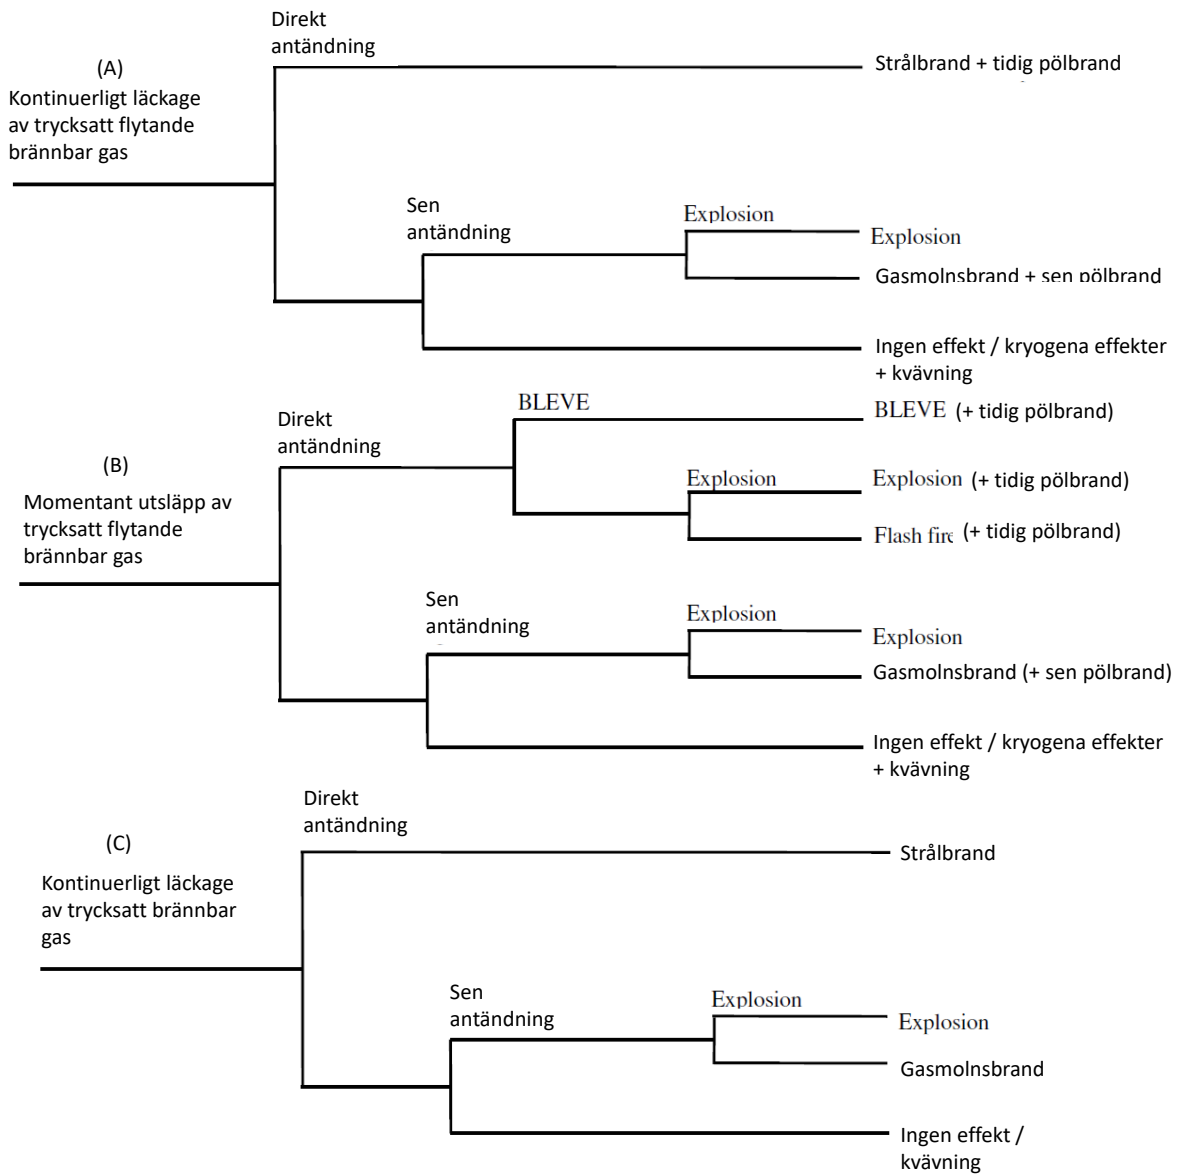 Direkt
antändning
(A)
Kontinuerligt läckage
av trycksatt flytande
brännbar gas
Strålbrand + tidig pölbrand
Sen
antändning
Explosion
Explosion
Gasmolnsbrand + sen pölbrand
Ingen effekt / kryogena effekter
+ kvävning
Direkt
antändning
BLEVE
BLEVE (+ tidig pölbrand)
(B)
Momentant utsläpp av
trycksatt flytande
brännbar gas
Explosion
Explosion (+ tidig pölbrand)
Flash fire (+ tidig pölbrand)
Sen
antändning
Explosion
Explosion
Gasmolnsbrand (+ sen pölbrand)
Ingen effekt / kryogena effekter
+ kvävning
Direkt
antändning
(C)
Kontinuerligt läckage
av trycksatt brännbar
gas
Strålbrand
Sen
antändning
Explosion
Explosion
Gasmolnsbrand
Ingen effekt /
kvävning